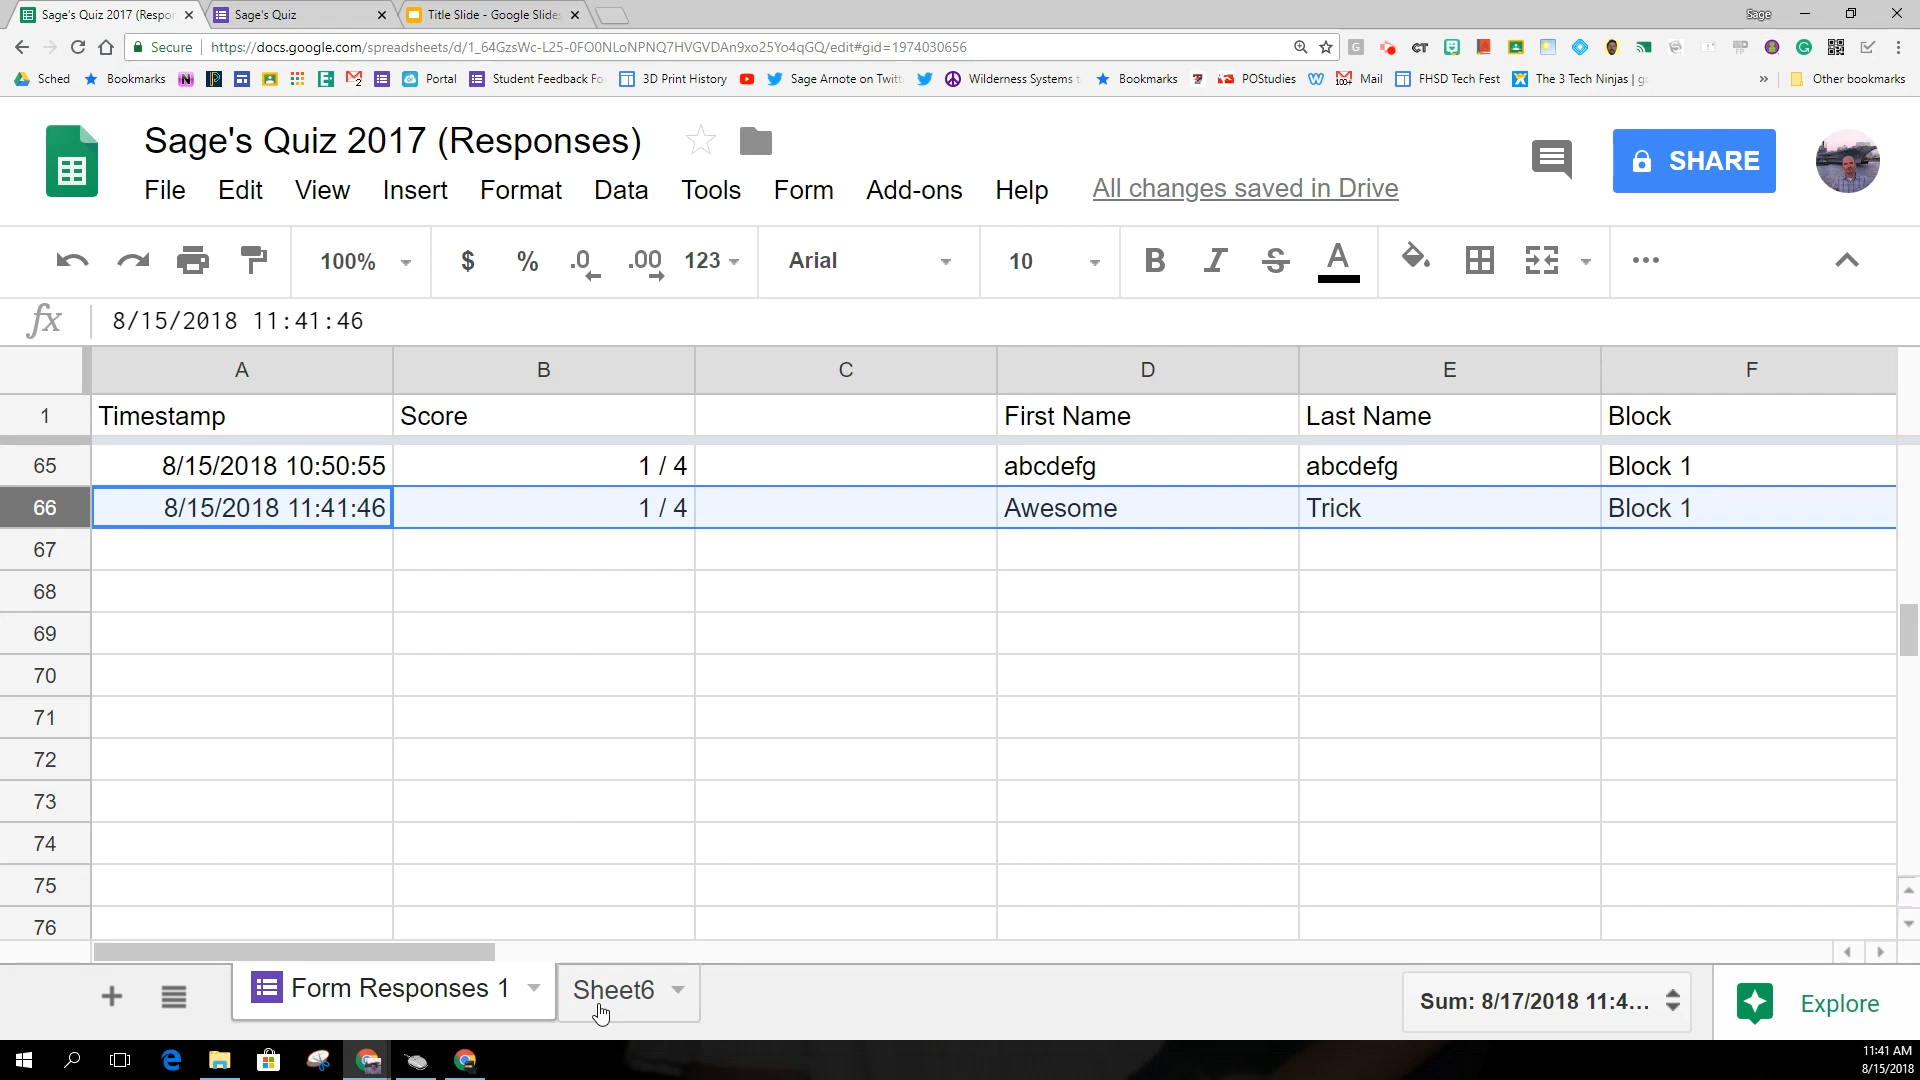 Sage's Quiz 2017 (Respon
Sage's Quiz
Title Slide - Google Slides
Sage
Secure
https://docs.google.com/spreadsheets/d/1_64GzsWc-L25-0FO0NLoNPNQ7HVGVDAn9xo25Yo4qGQ/edit#gid=1974030656
Sched
Bookmarks
Portal
Student Feedback Fo
3D Print History
Sage Arnote on Twitt
Wilderness Systems
Bookmarks
POStudies
Mail
FHSD Tech Fest
The 3 Tech Ninjas |
Other bookmarks
Sage's Quiz 2017 (Responses)
SHARE
File Edit View Insert Format Data Tools Form Add-ons Help All changes saved in Drive
100% $ % .0 .00 123 Arial 10 B I S A
fx 8/15/2018 11:41:46
A B C D E F
1 Timestamp Score First Name Last Name Block
65 8/15/2018 10:50:55 1 / 4 abcdefg abcdefg Block 1
66 8/15/2018 11:41:46 1 / 4 Awesome Trick Block 1
67
68
69
70
71
72
73
74
75
76
Form Responses 1
Sheet6
Sum: 8/17/2018 11:4...
Explore
11:41 AM
8/15/2018